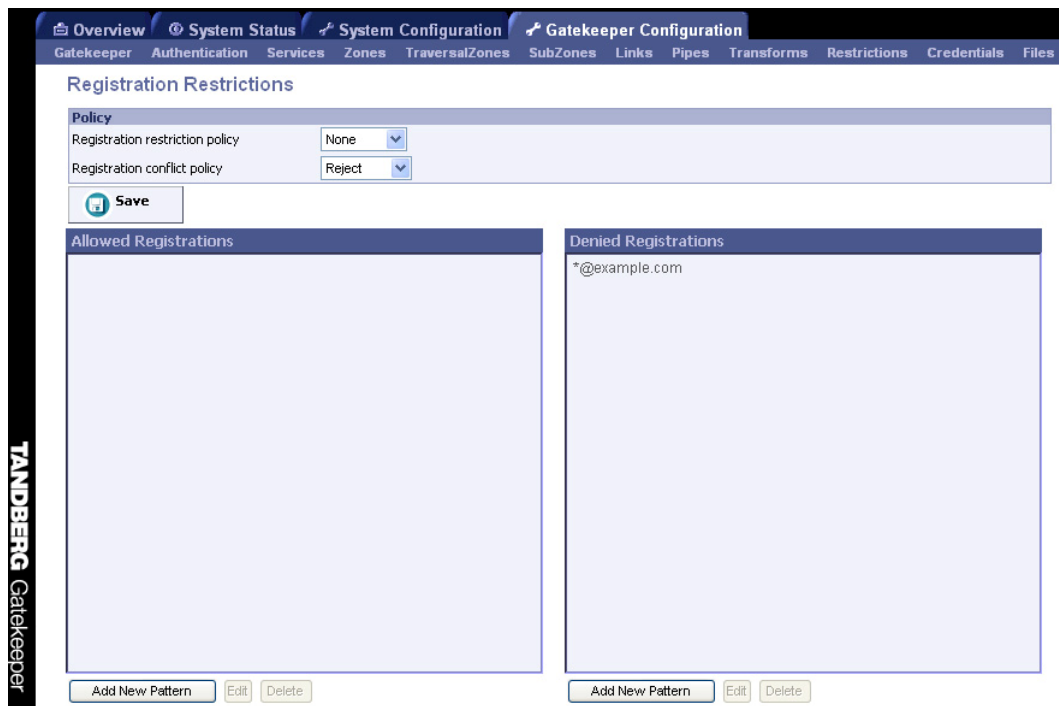 Overview System Status System Configuration Gatekeeper Configuration
Gatekeeper Authentication Services Zones TraversalZones SubZones Links Pipes Transforms Restrictions Credentials Files
Registration Restrictions
Policy
Registration restriction policy None
Registration conflict policy Reject
Save
Allowed Registrations Denied Registrations
*@example.com
Add New Pattern Edit Delete Add New Pattern Edit Delete
TANDBERG Gatekeeper